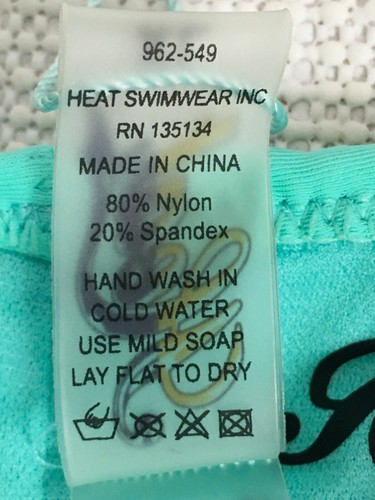 962-549
HEAT SWIMWEAR INC
RN 135134
MADE IN CHINA
80% Nylon
20% Spandex
HAND WASH IN
COLD WATER
USE MILD SOAP
LAY FLAT TO DRY